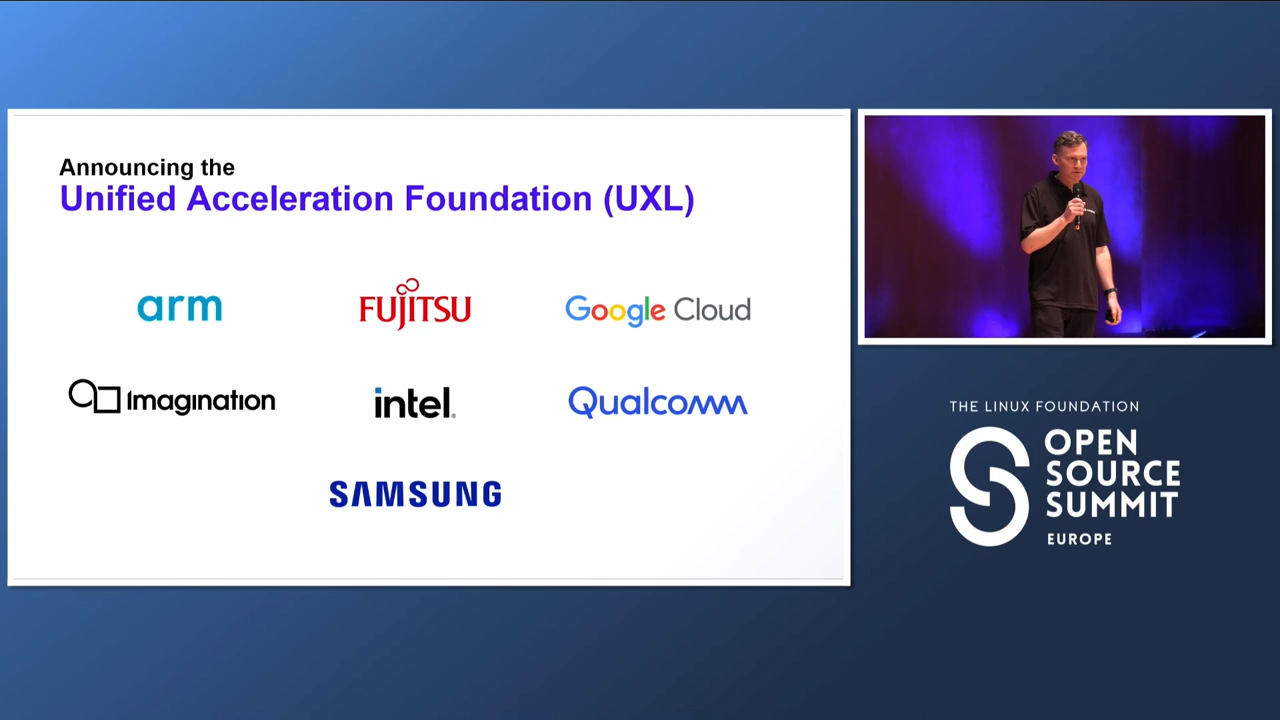 Announcing the
Unified Acceleration Foundation (UXL)
arm
FUJITSU
Google Cloud
Imagination
intel.
Qualcomm
SAMSUNG
THE LINUX FOUNDATION
OPEN
SOURCE
SUMMIT
EUROPE